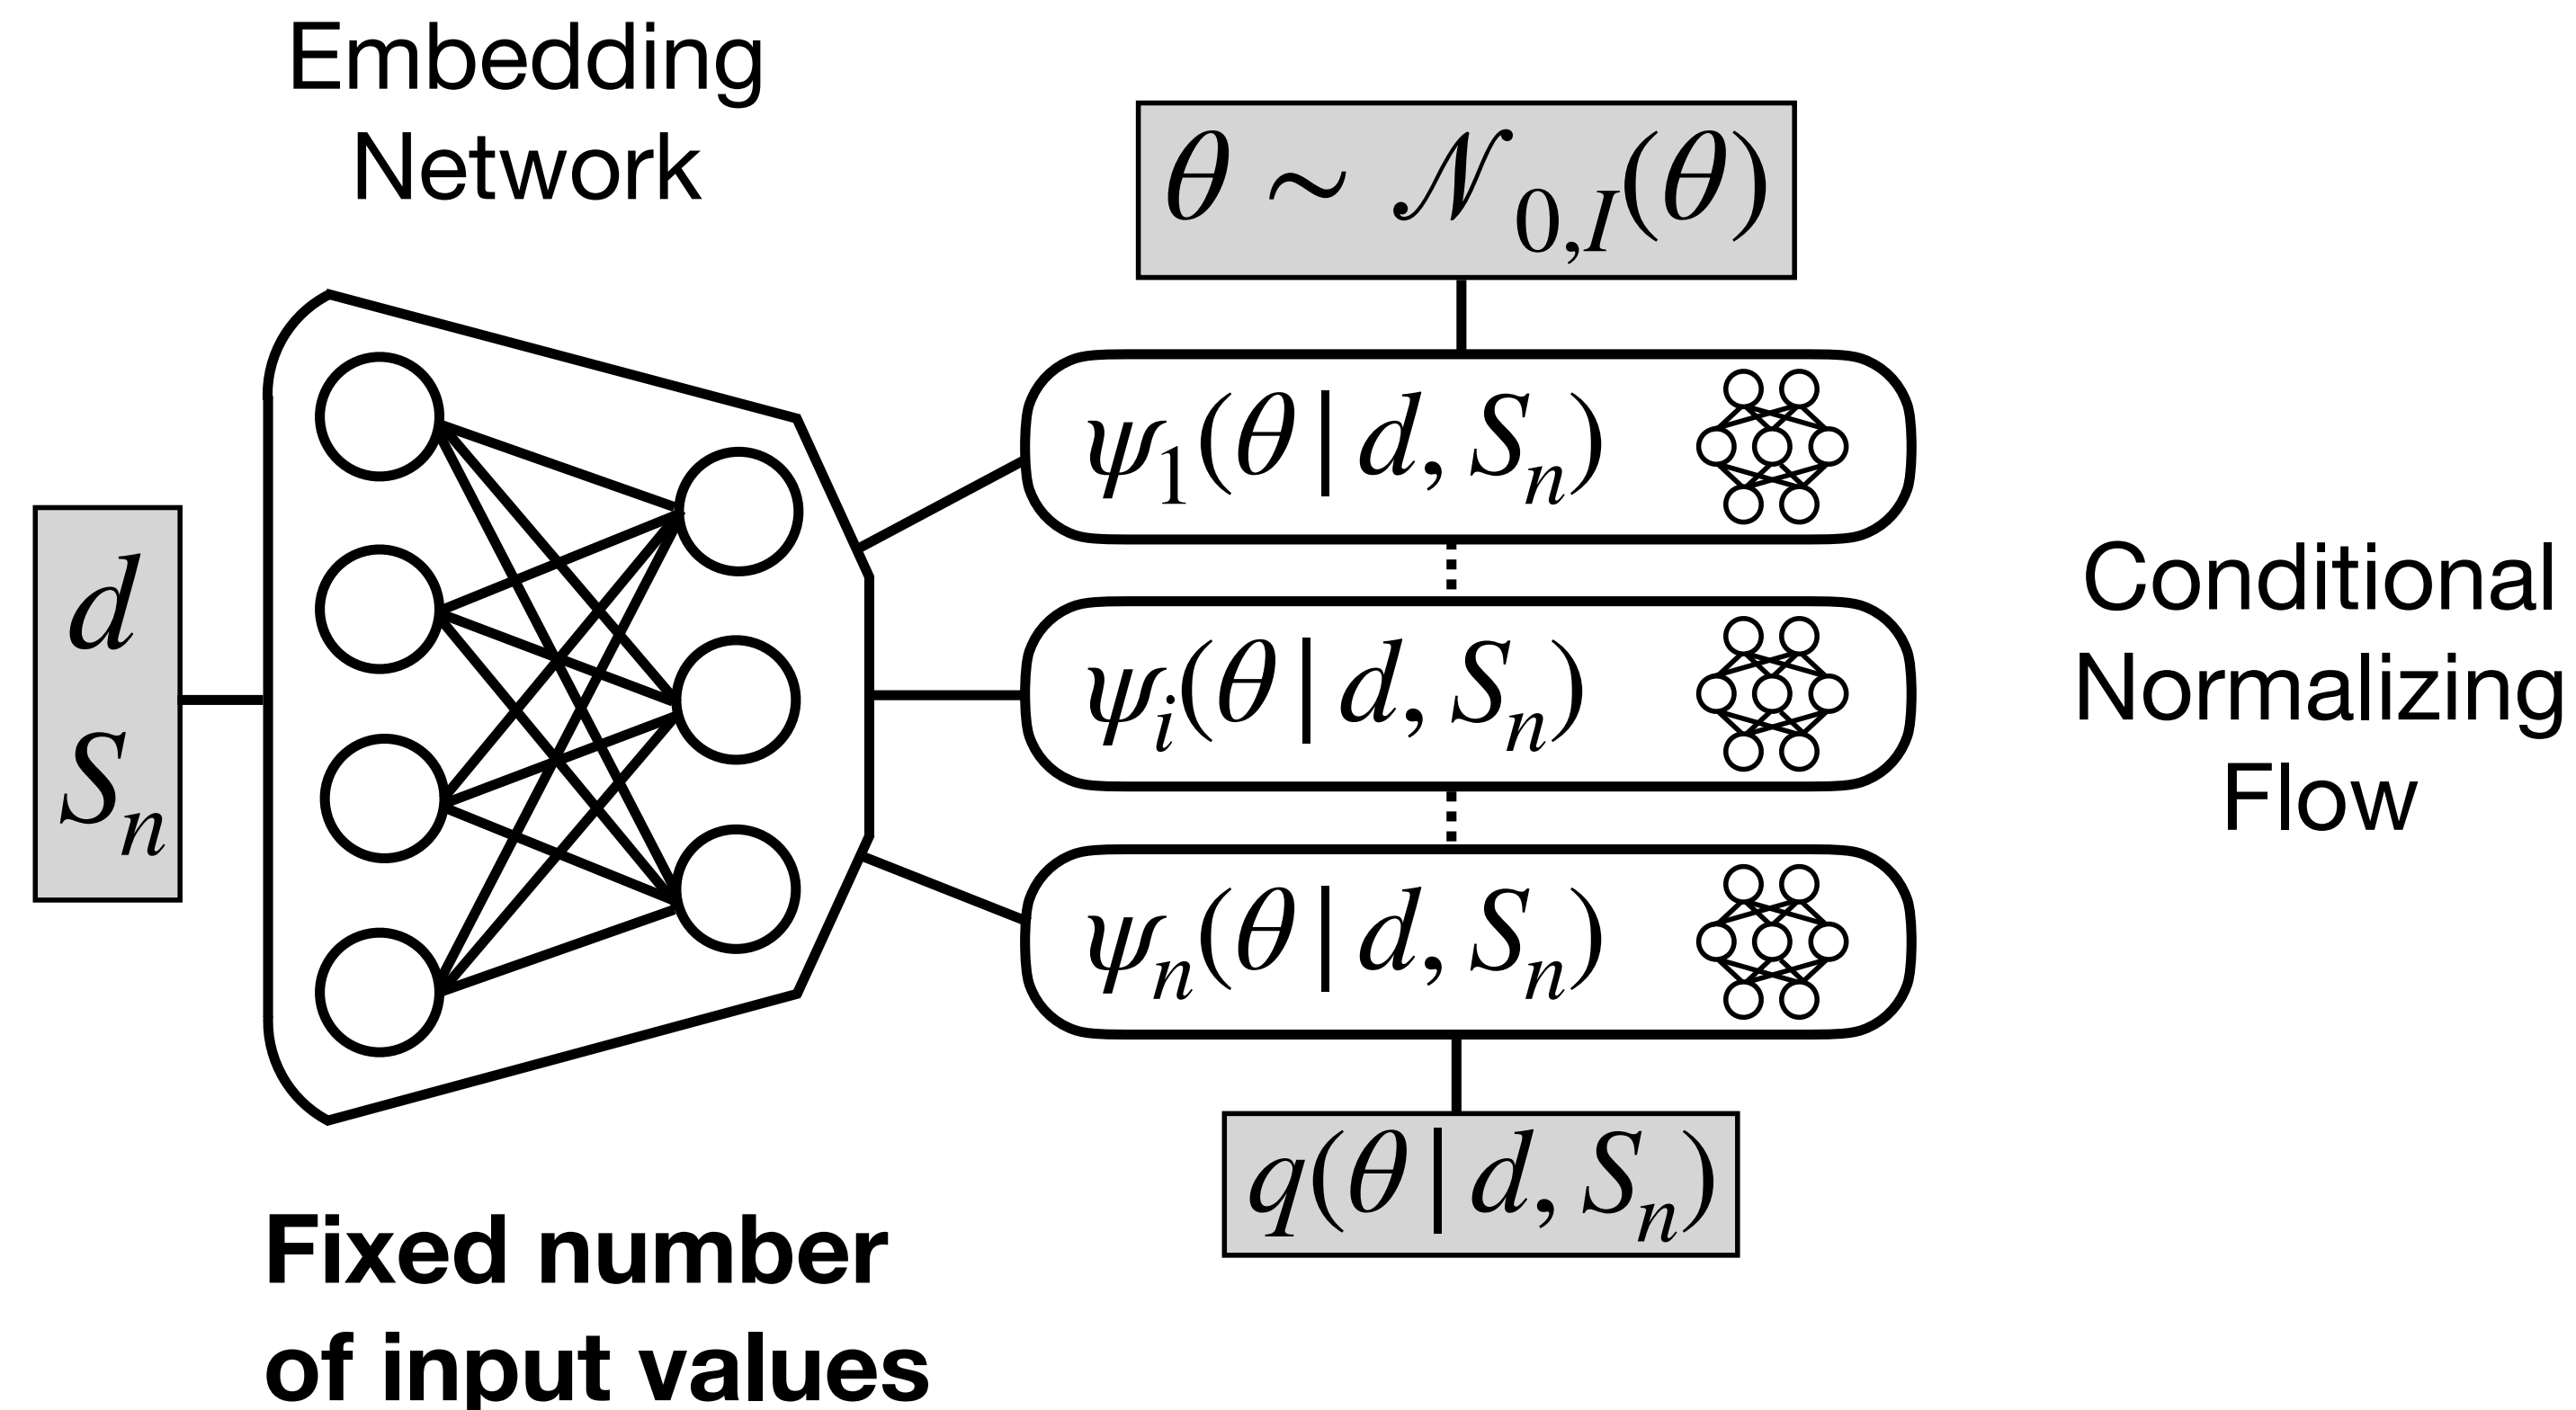 Embedding
Network
θ ~ 𝒩₀,I(θ)
d
Sₙ
ψ₁(θ | d, Sₙ)
ψᵢ(θ | d, Sₙ)
ψₙ(θ | d, Sₙ)
q(θ | d, Sₙ)
Conditional
Normalizing
Flow
Fixed number
of input values